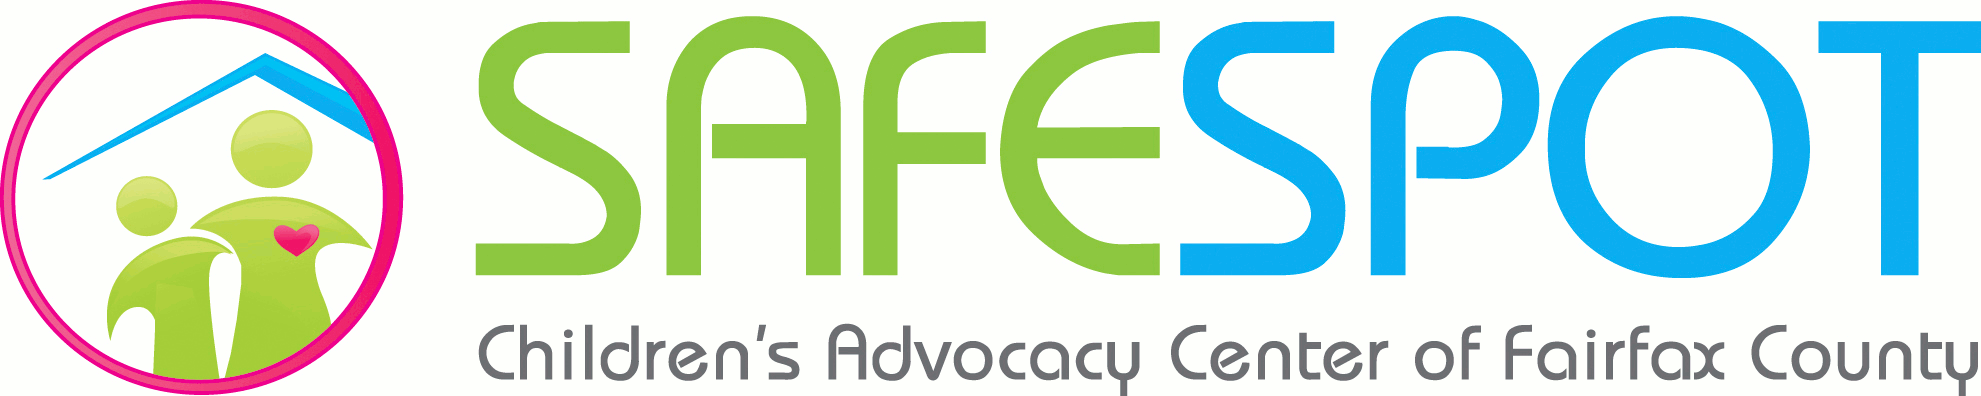 SAFESPOT
Children's Advocacy Center of Fairfax County